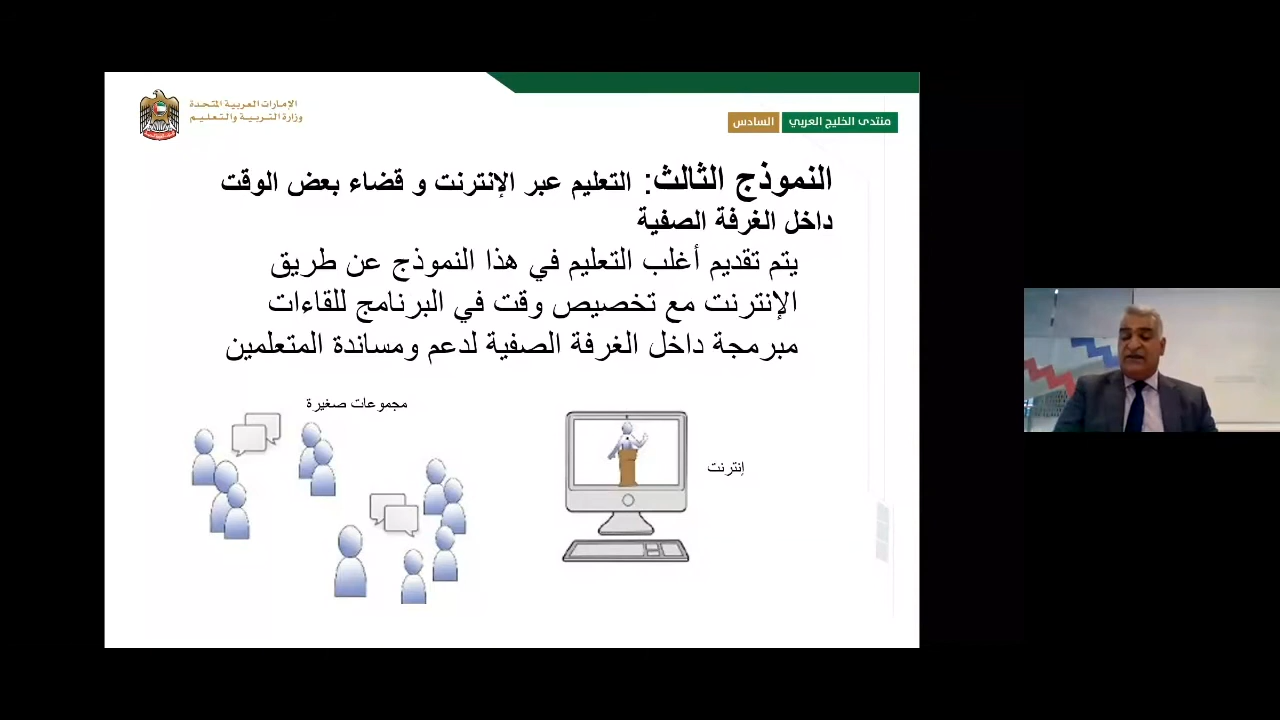 الإمارات العربية المتحدة
وزارة التربية والتعليم
منتدى الخليج العربي السادس
النموذج الثالث: التعليم عبر الإنترنت و قضاء بعض الوقت
داخل الغرفة الصفية
يتم تقديم أغلب التعليم في هذا النموذج عن طريق
الإنترنت مع تخصيص وقت في البرنامج للقاءات
مبرمجة داخل الغرفة الصفية لدعم ومساندة المتعلمين
مجموعات صغيرة
إنترنت